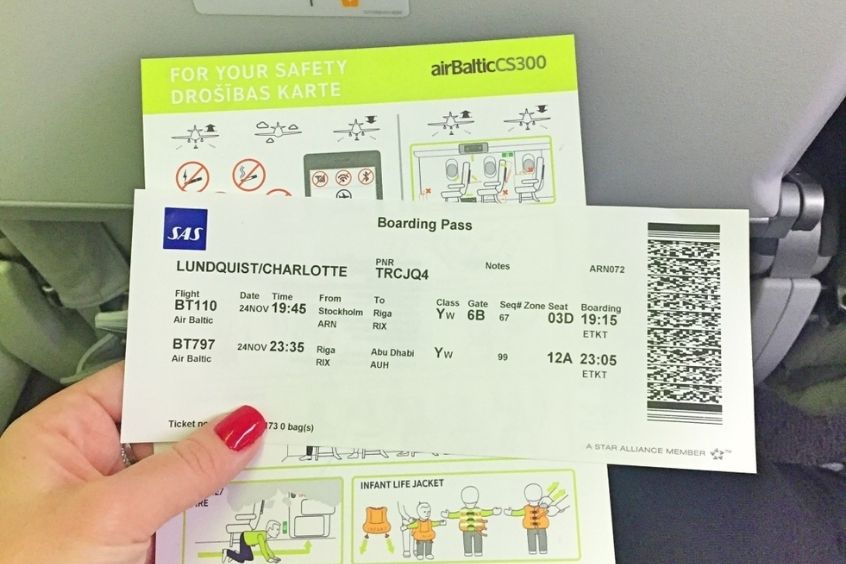 FOR YOUR SAFETY
DROŠĪBAS KARTE
airBalticCS300
SAS
Boarding Pass
LUNDQUIST/CHARLOTTE
PNR
TRCJQ4
Notes
ARN072
Flight Date Time From To Class Gate Seq# Zone Seat Boarding
BT110 24NOV 19:45 Stockholm Riga Yw 6B 67 03D 19:15
Air Baltic ARN RIX ETKT
BT797 24NOV 23:35 Riga Abu Dhabi Yw 99 12A 23:05
Air Baltic RIX AUH ETKT
Ticket 173 0 bag(s)
A STAR ALLIANCE MEMBER
INFANT LIFE JACKET